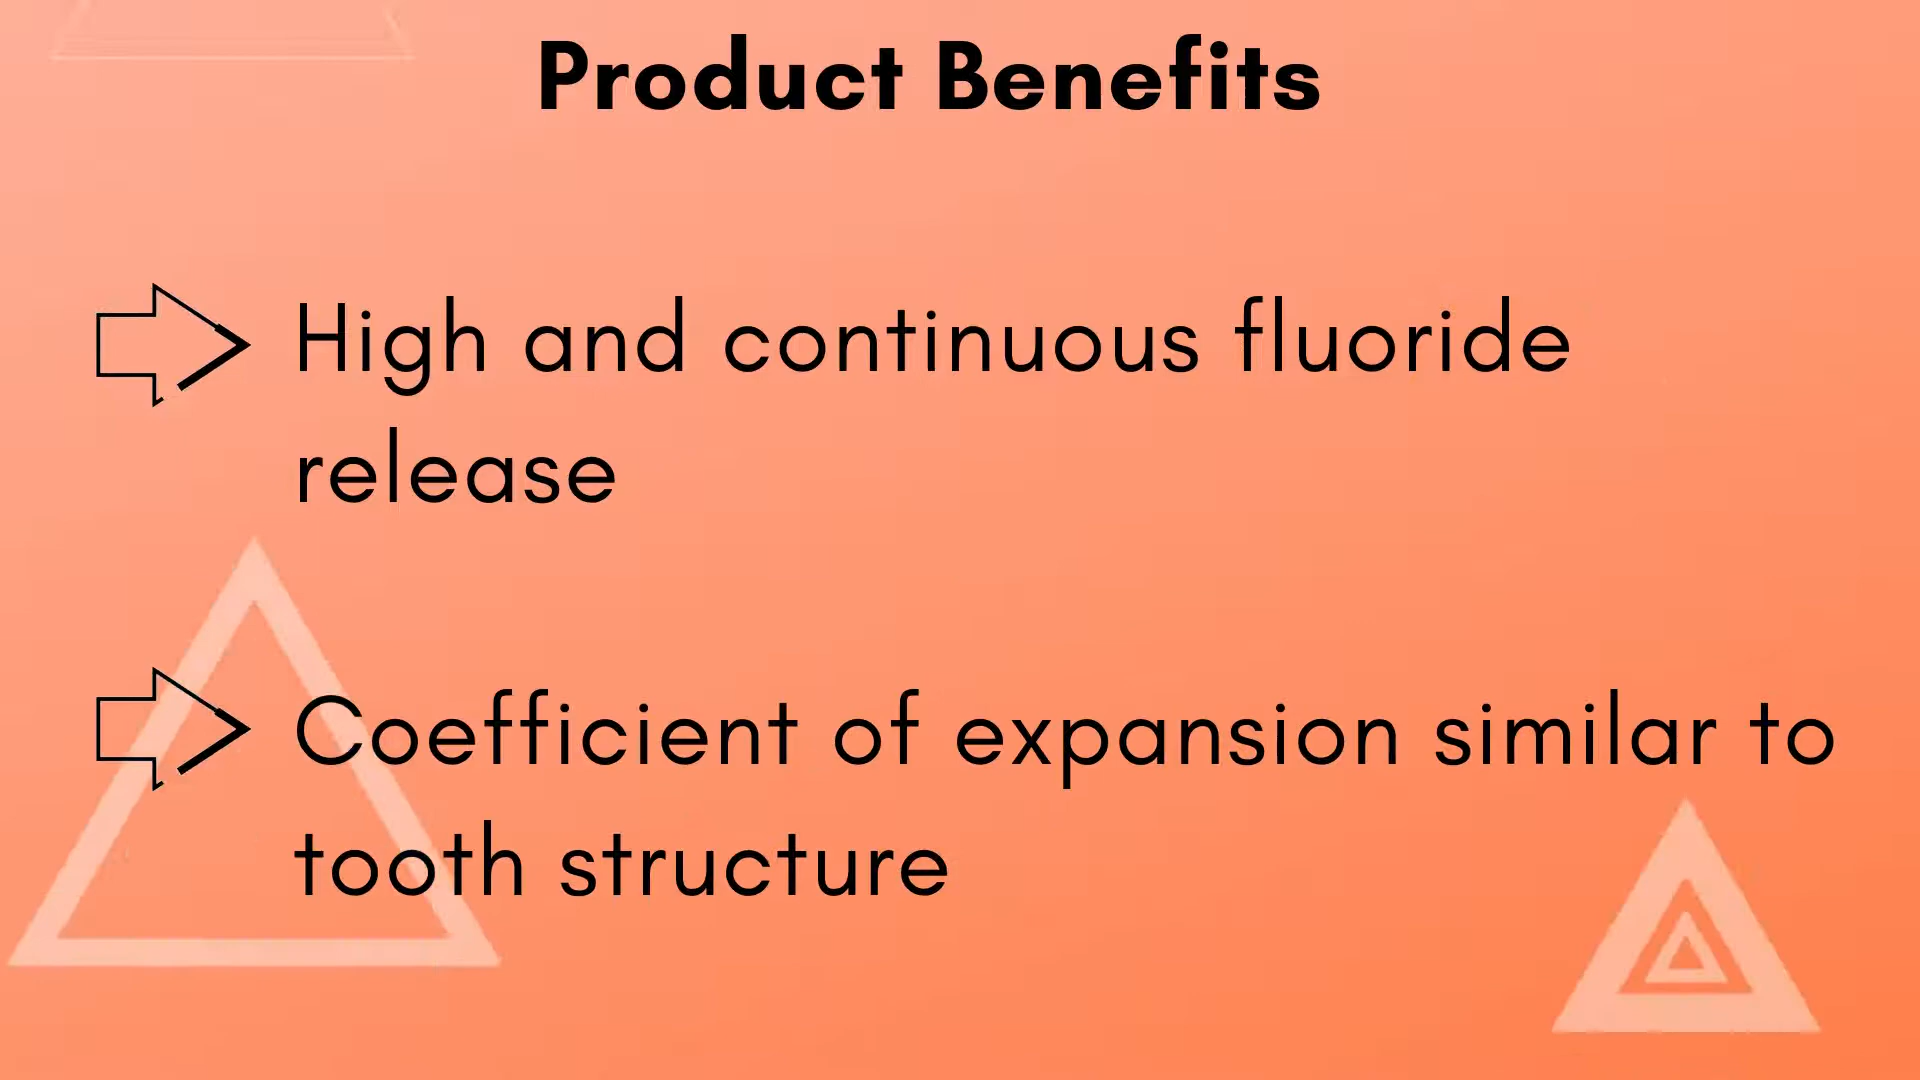 Product Benefits
High and continuous fluoride
release
Coefficient of expansion similar to
tooth structure